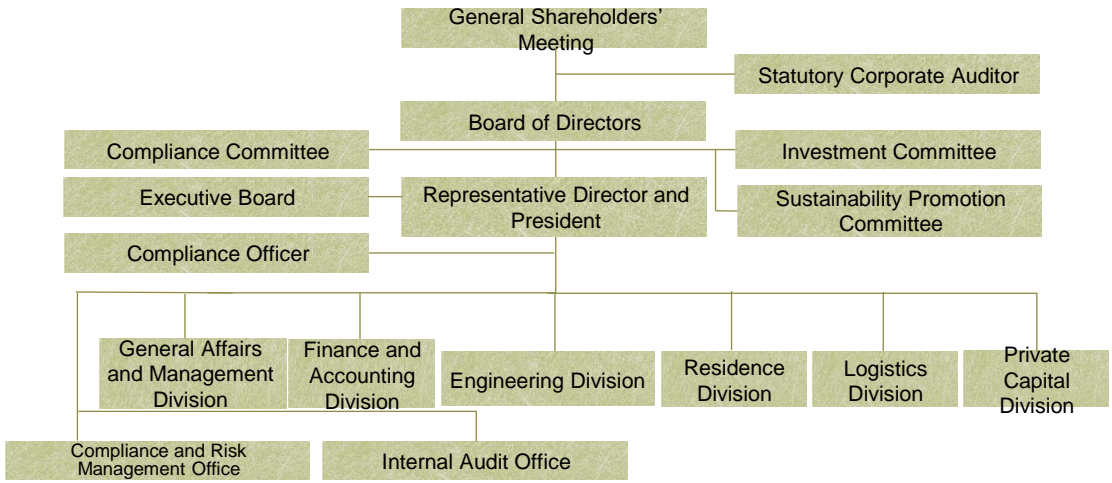 General Shareholders’
Meeting
Statutory Corporate Auditor
Board of Directors
Compliance Committee
Investment Committee
Executive Board
Representative Director and
President
Sustainability Promotion
Committee
Compliance Officer
General Affairs
and Management
Division
Finance and
Accounting
Division
Engineering Division
Residence
Division
Logistics
Division
Private
Capital
Division
Compliance and Risk
Management Office
Internal Audit Office